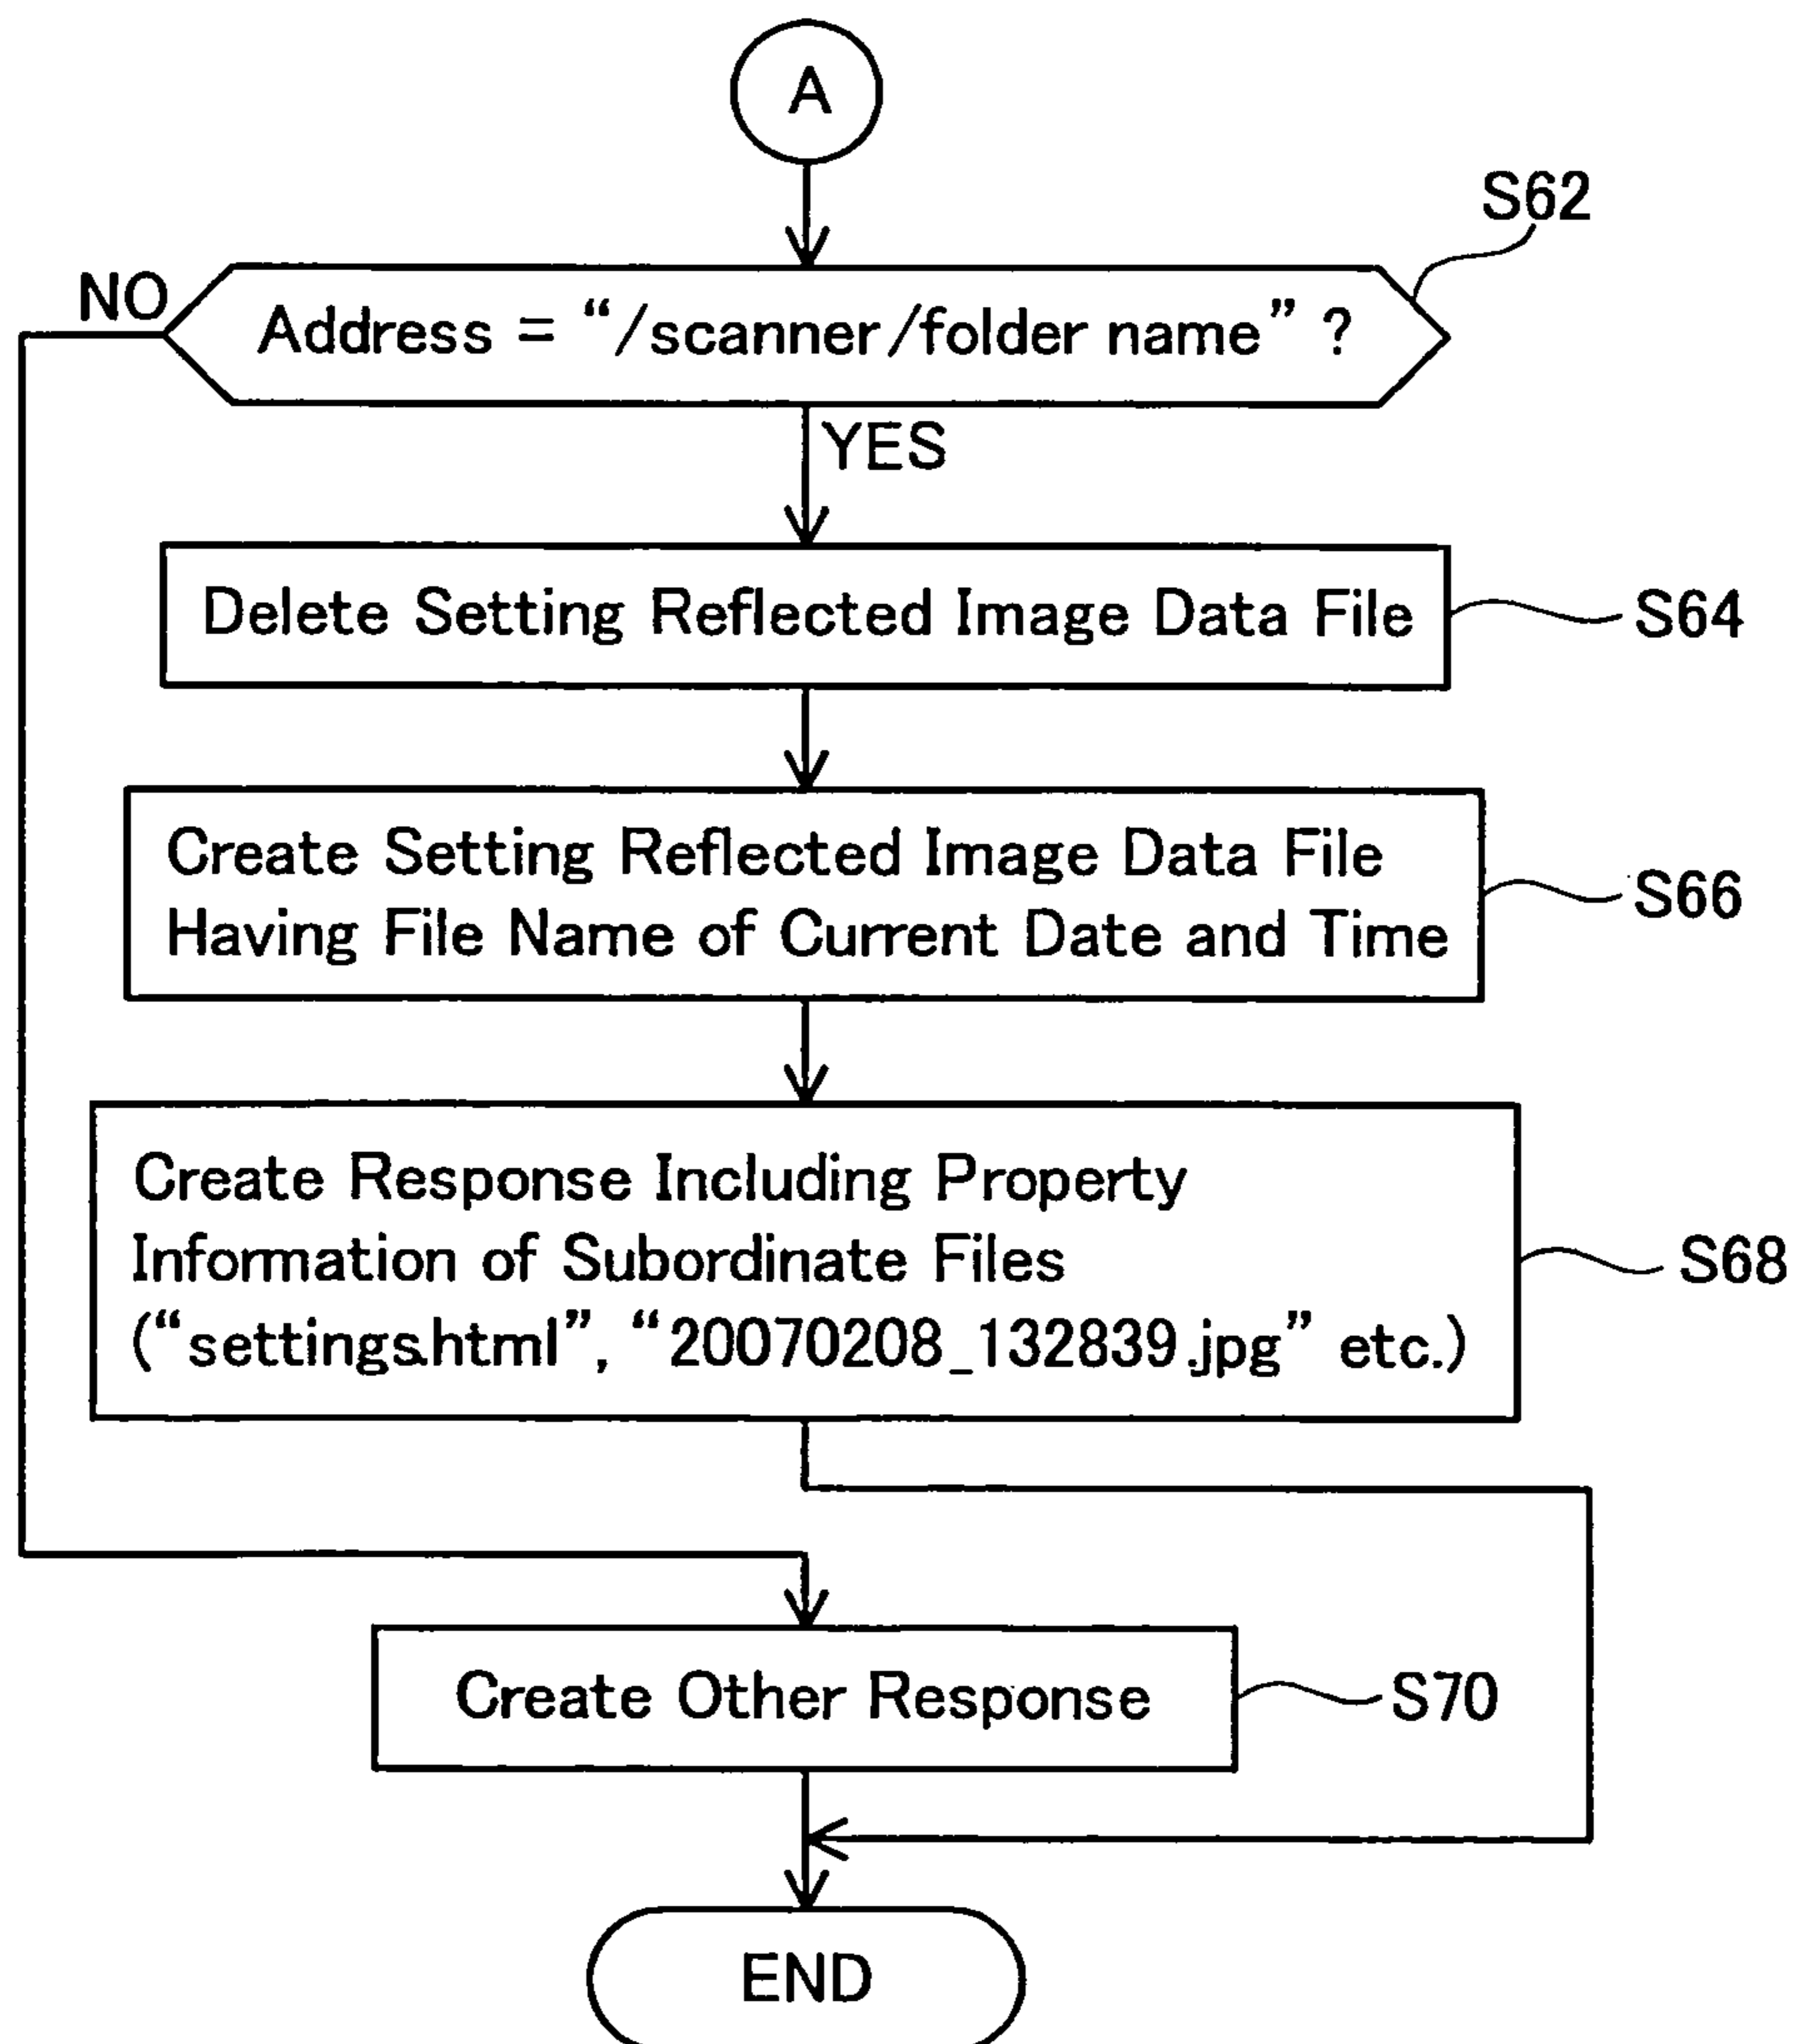 A
S62
NO
Address = “/scanner/folder name” ?
YES
Delete Setting Reflected Image Data File
S64
Create Setting Reflected Image Data File
Having File Name of Current Date and Time
S66
Create Response Including Property
Information of Subordinate Files
(“settings.html”, “20070208_132839.jpg” etc.)
S68
Create Other Response
S70
END